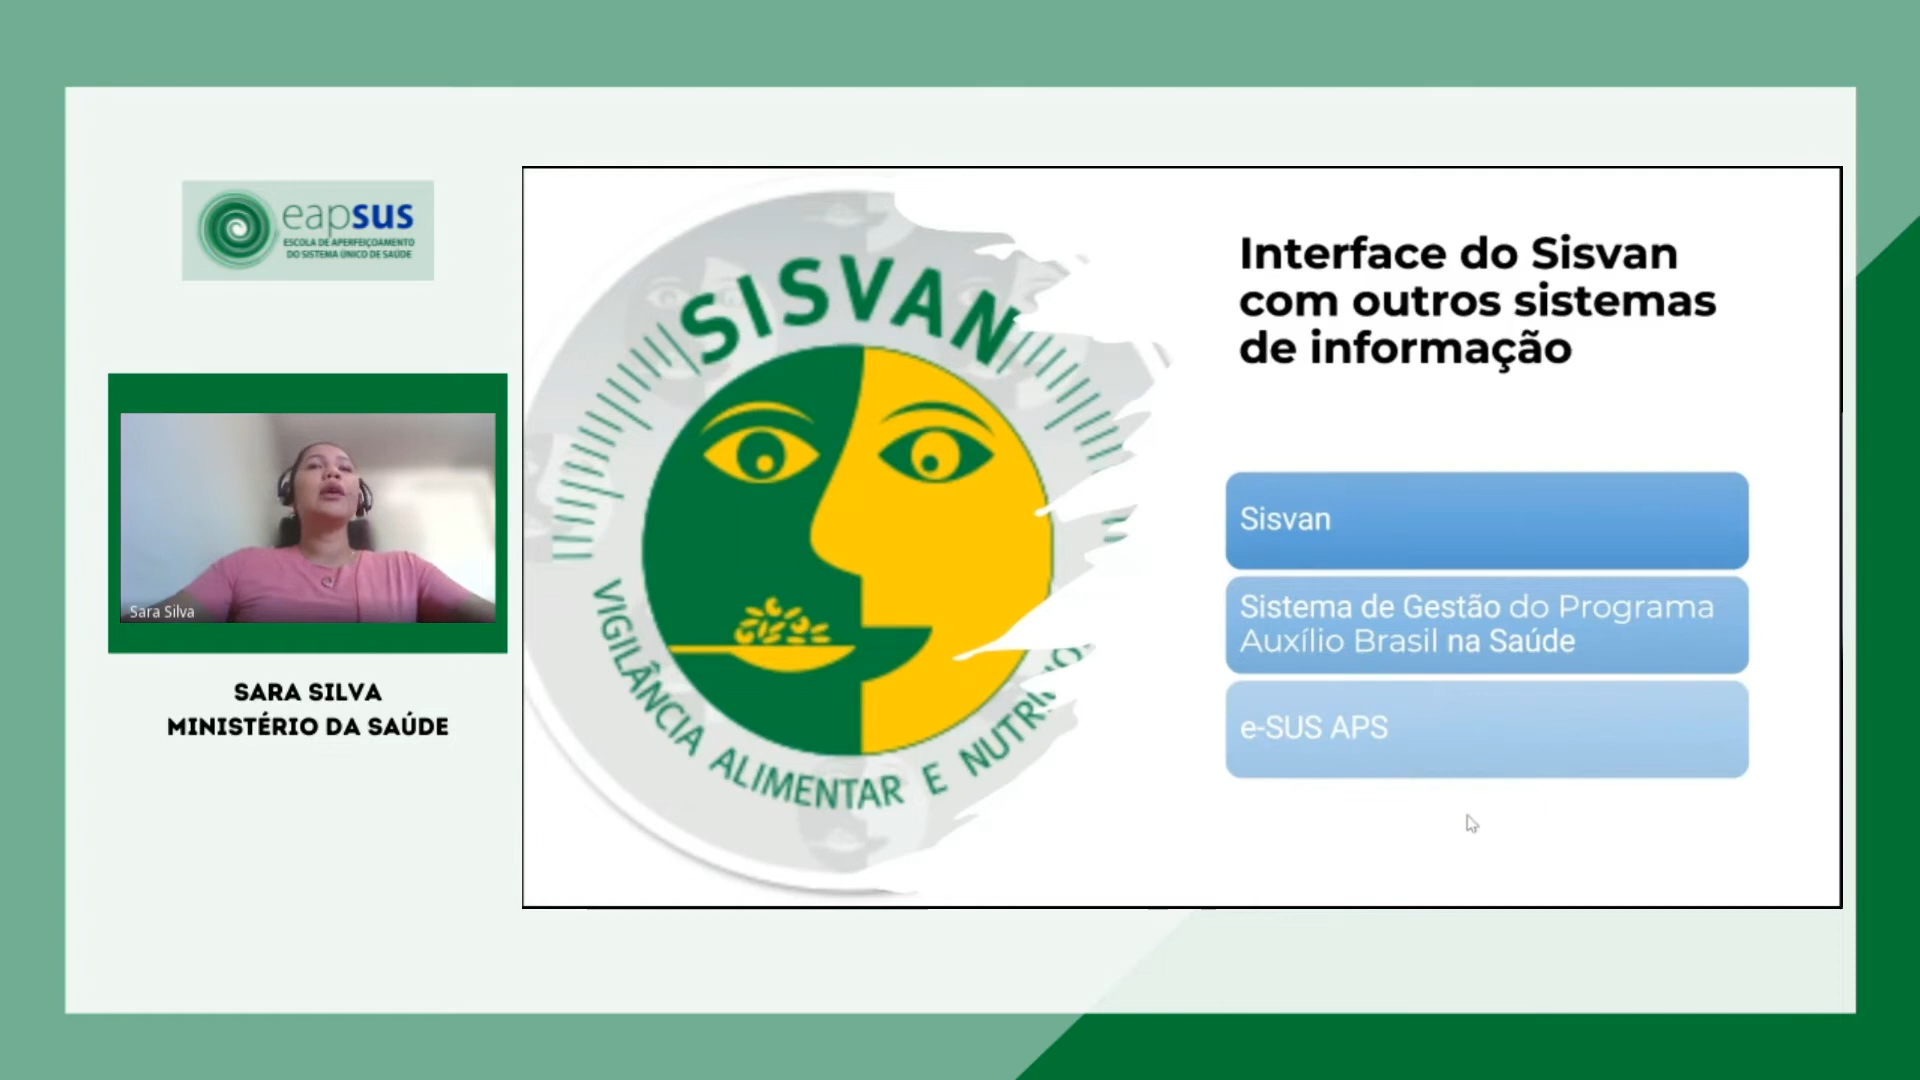 eapsus
ESCOLA DE APERFEIÇOAMENTO
DO SISTEMA ÚNICO DE SAÚDE
Sara Silva
SARA SILVA
MINISTÉRIO DA SAÚDE
SISVAN
VIGILÂNCIA ALIMENTAR E NUTRICIO
Interface do Sisvan
com outros sistemas
de informação
Sisvan
Sistema de Gestão do Programa
Auxílio Brasil na Saúde
e-SUS APS